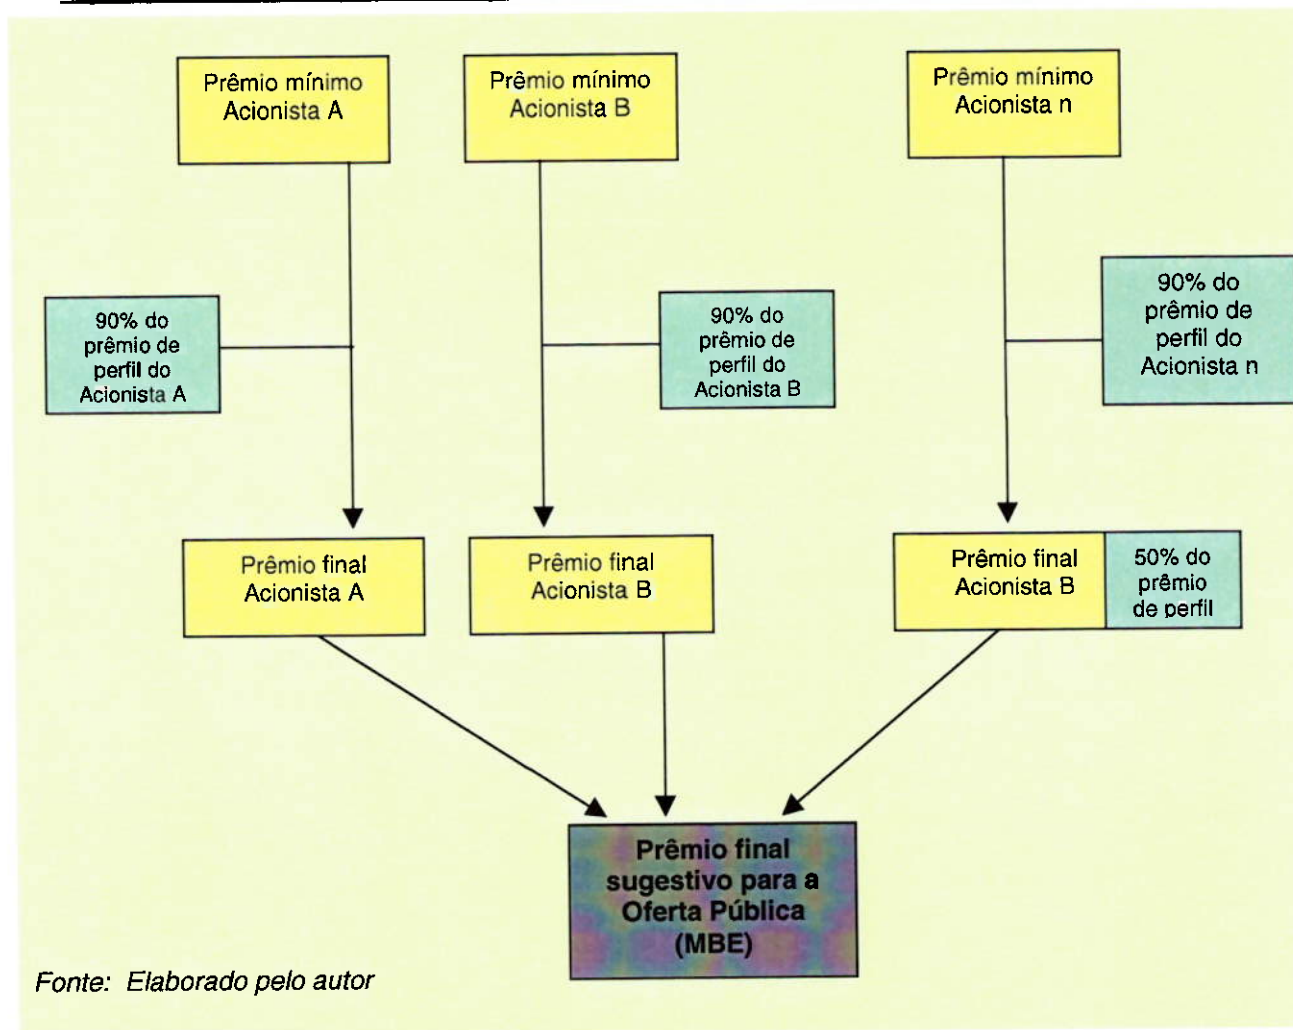 Prêmio mínimo
Acionista A
Prêmio mínimo
Acionista B
Prêmio mínimo
Acionista n
90% do
prêmio de
perfil do
Acionista A
90% do
prêmio de
perfil do
Acionista B
90% do
prêmio de
perfil do
Acionista n
Prêmio final
Acionista A
Prêmio final
Acionista B
Prêmio final
Acionista B
50% do
prêmio
de perfil
Prêmio final
sugestivo para a
Oferta Pública
(MBE)
Fonte: Elaborado pelo autor